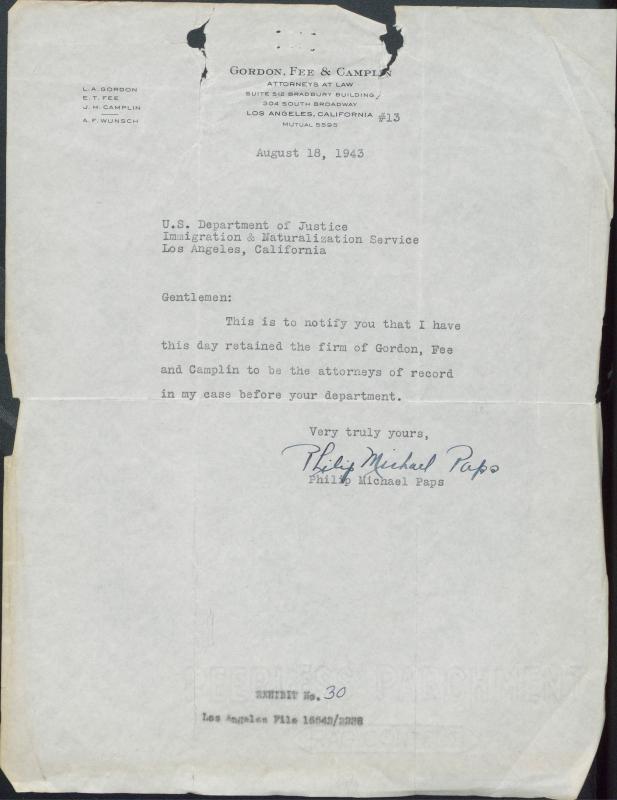 GORDON, FEE & CAMPLIN
ATTORNEYS AT LAW
SUITE 512 BRADBURY BUILDING
304 SOUTH BROADWAY
LOS ANGELES, CALIFORNIA #13
MUTUAL 5595
L. A. GORDON
E. T. FEE
J. H. CAMPLIN
A. F. WUNSCH
August 18, 1943
U.S. Department of Justice
Immigration & Naturalization Service
Los Angeles, California
Gentlemen:
This is to notify you that I have
this day retained the firm of Gordon, Fee
and Camplin to be the attorneys of record
in my case before your department.
Very truly yours,
Philip Michael Paps
Philip Michael Paps
PEERLESS PARCHMENT
EXHIBIT No. 30
Los Angeles File 16642/2238